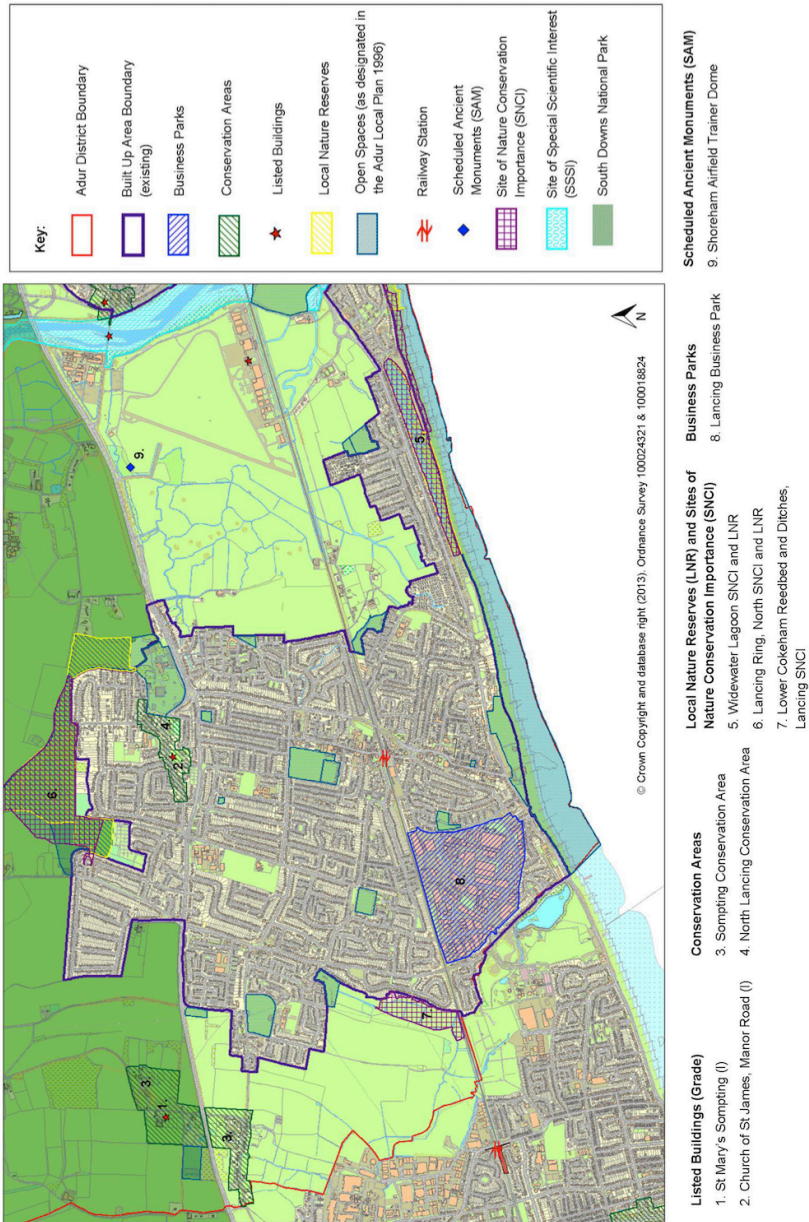 Key:
Adur District Boundary
Built Up Area Boundary
(existing)
Business Parks
Conservation Areas
Listed Buildings
Local Nature Reserves
Open Spaces (as designated in
the Adur Local Plan 1996)
Railway Station
Scheduled Ancient
Monuments (SAM)
Site of Nature Conservation
Importance (SNCI)
Site of Special Scientific Interest
(SSSI)
South Downs National Park
9.
6.
4.
2.
5.
3.
1.
3.
8.
7.
N
© Crown Copyright and database right (2013). Ordnance Survey 100024321 & 100018824
Listed Buildings (Grade)
1. St Mary's Sompting (I)
2. Church of St James, Manor Road (I)
Conservation Areas
3. Sompting Conservation Area
4. North Lancing Conservation Area
Local Nature Reserves (LNR) and Sites of
Nature Conservation Importance (SNCI)
5. Widewater Lagoon SNCI and LNR
6. Lancing Ring, North SNCI and LNR
7. Lower Cokeham Reedbed and Ditches,
Lancing SNCI
Business Parks
8. Lancing Business Park
Scheduled Ancient Monuments (SAM)
9. Shoreham Airfield Trainer Dome